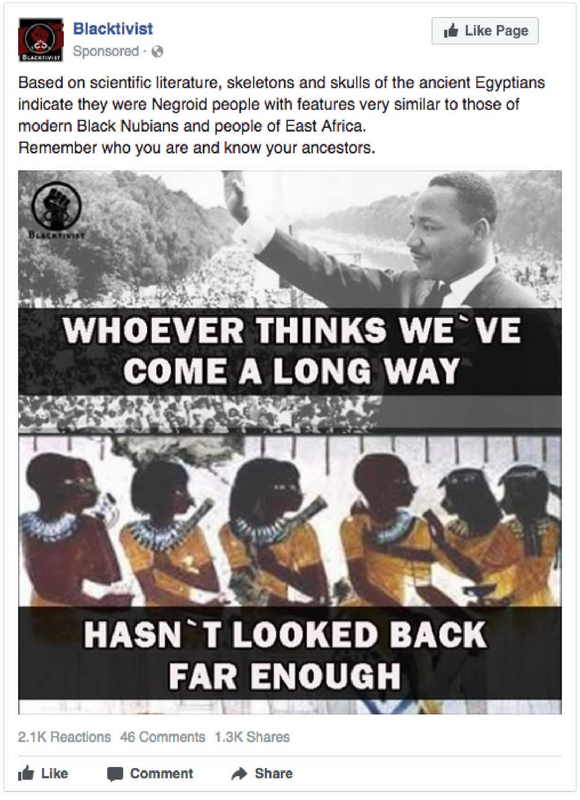 Blacktivist
Like Page
Sponsored ·
BLACKTIVIST
Based on scientific literature, skeletons and skulls of the ancient Egyptians
indicate they were Negroid people with features very similar to those of
modern Black Nubians and people of East Africa.
Remember who you are and know your ancestors.
BLACKTIVIST
WHOEVER THINKS WE`VE
COME A LONG WAY
HASN`T LOOKED BACK
FAR ENOUGH
2.1K Reactions 46 Comments 1.3K Shares
Like Comment Share